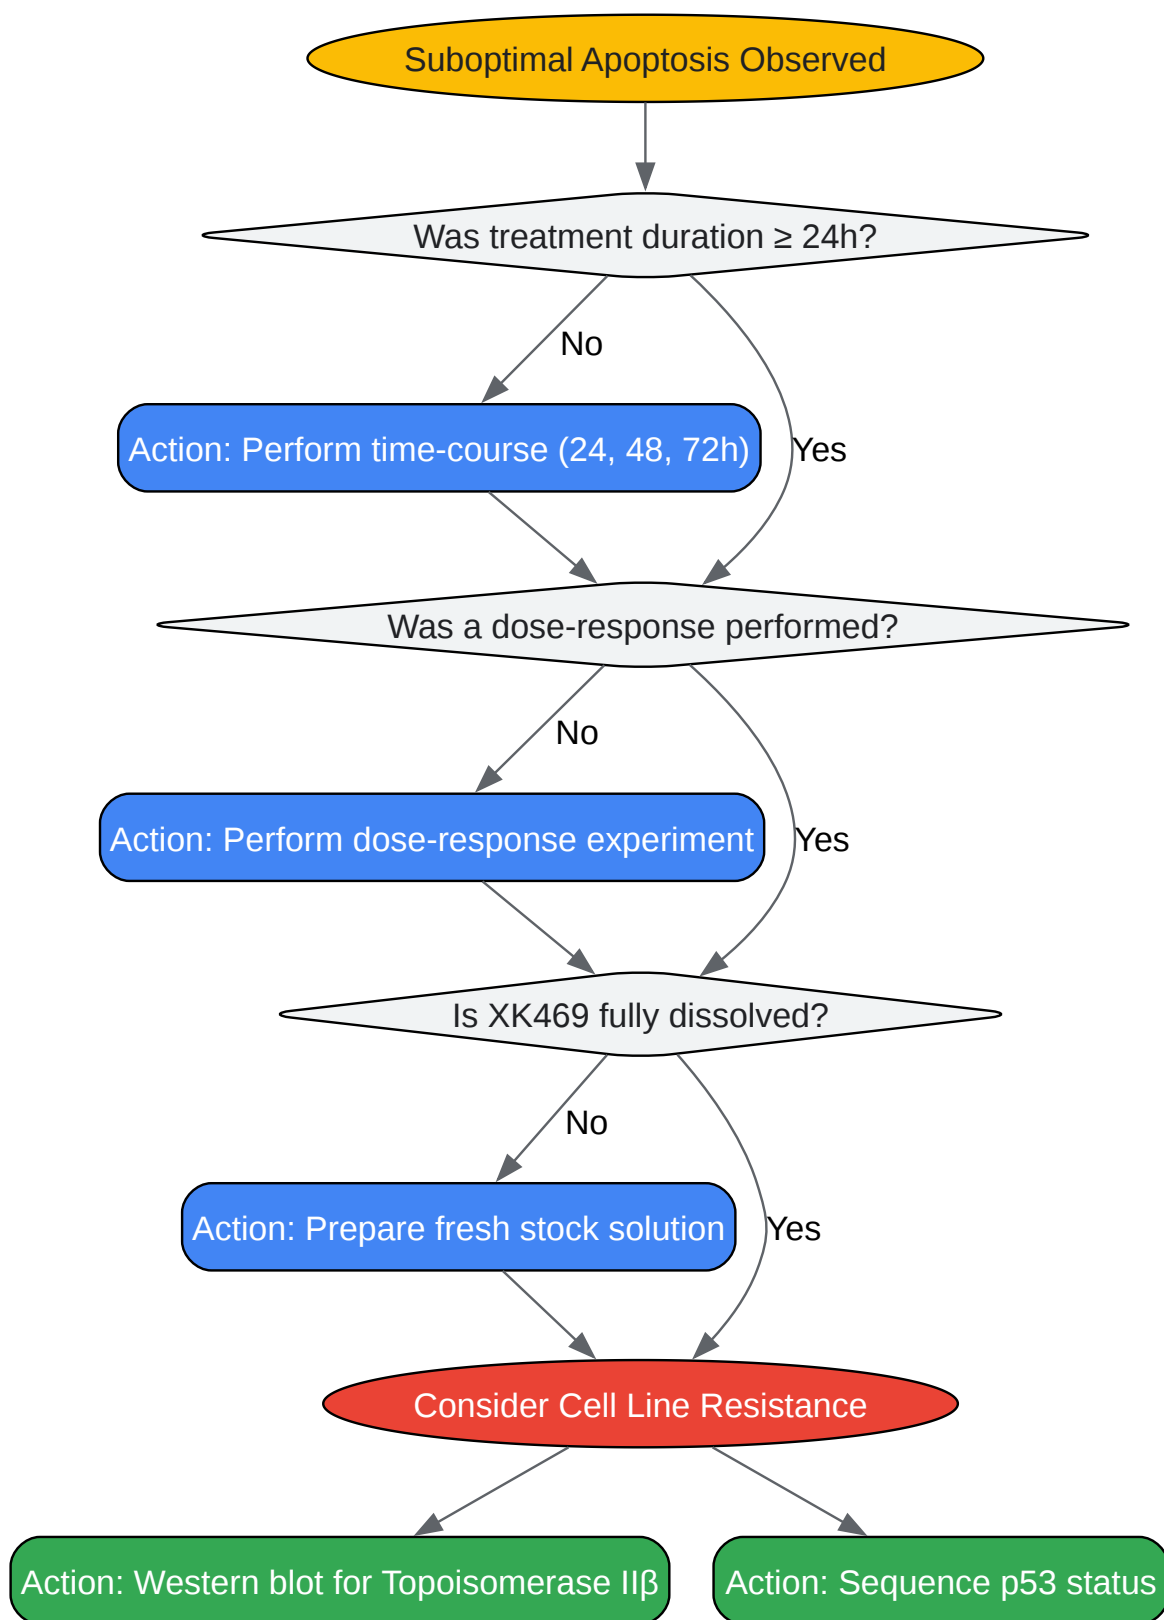 Suboptimal Apoptosis Observed
Was treatment duration ≥ 24h?
No
Action: Perform time-course (24, 48, 72h)
Yes
Was a dose-response performed?
No
Action: Perform dose-response experiment
Yes
Is XK469 fully dissolved?
No
Action: Prepare fresh stock solution
Yes
Consider Cell Line Resistance
Action: Western blot for Topoisomerase IIβ
Action: Sequence p53 status